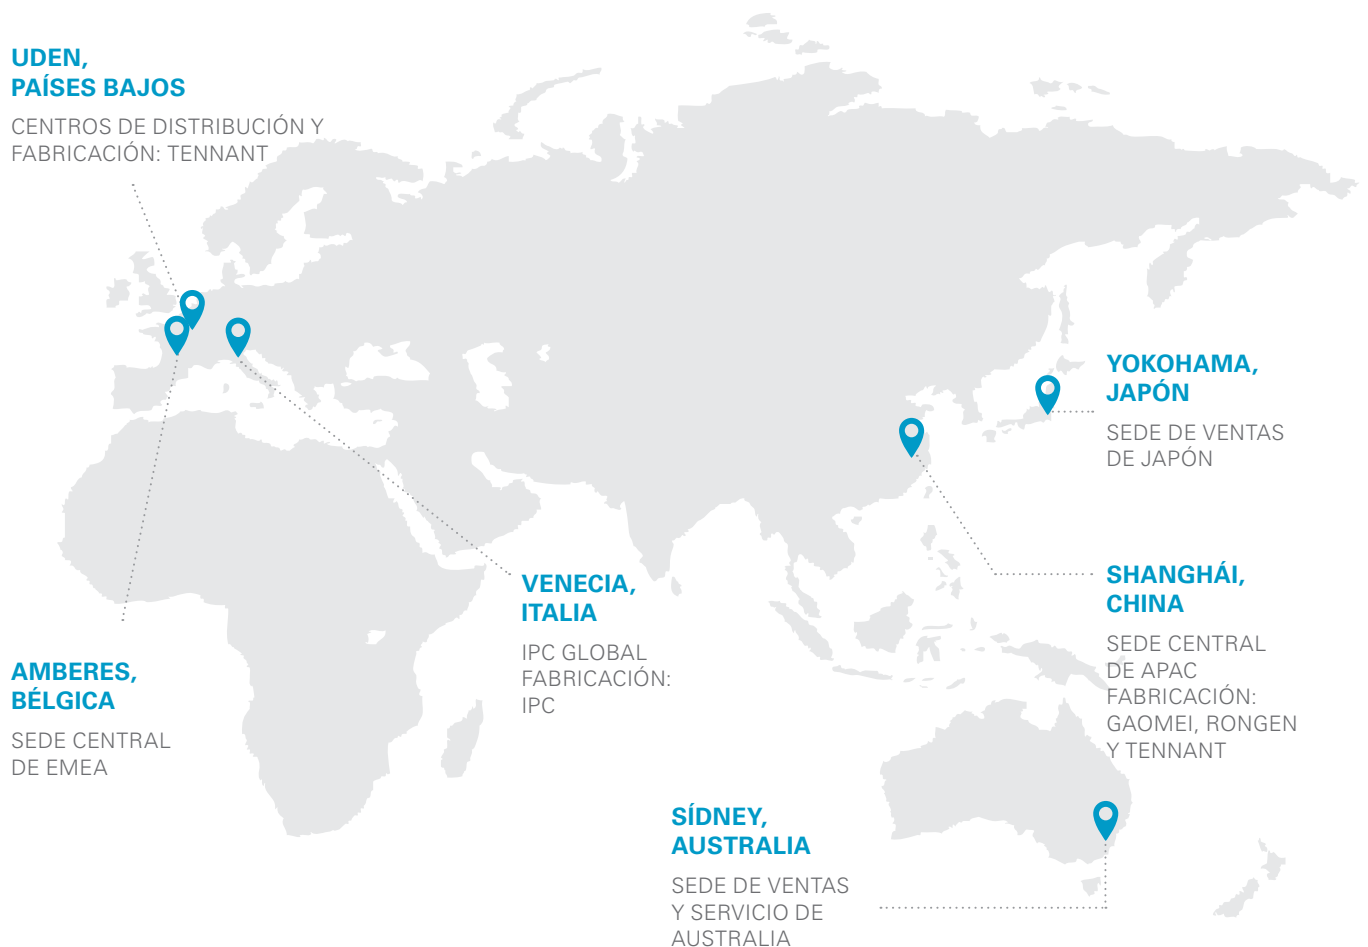 UDEN,
PAÍSES BAJOS
CENTROS DE DISTRIBUCIÓN Y
FABRICACIÓN: TENNANT
YOKOHAMA,
JAPÓN
SEDE DE VENTAS
DE JAPÓN
VENECIA,
ITALIA
IPC GLOBAL
FABRICACIÓN:
IPC
SHANGHÁI,
CHINA
SEDE CENTRAL
DE APAC
FABRICACIÓN:
GAOMEI, RONGEN
Y TENNANT
AMBERES,
BÉLGICA
SEDE CENTRAL
DE EMEA
SÍDNEY,
AUSTRALIA
SEDE DE VENTAS
Y SERVICIO DE
AUSTRALIA